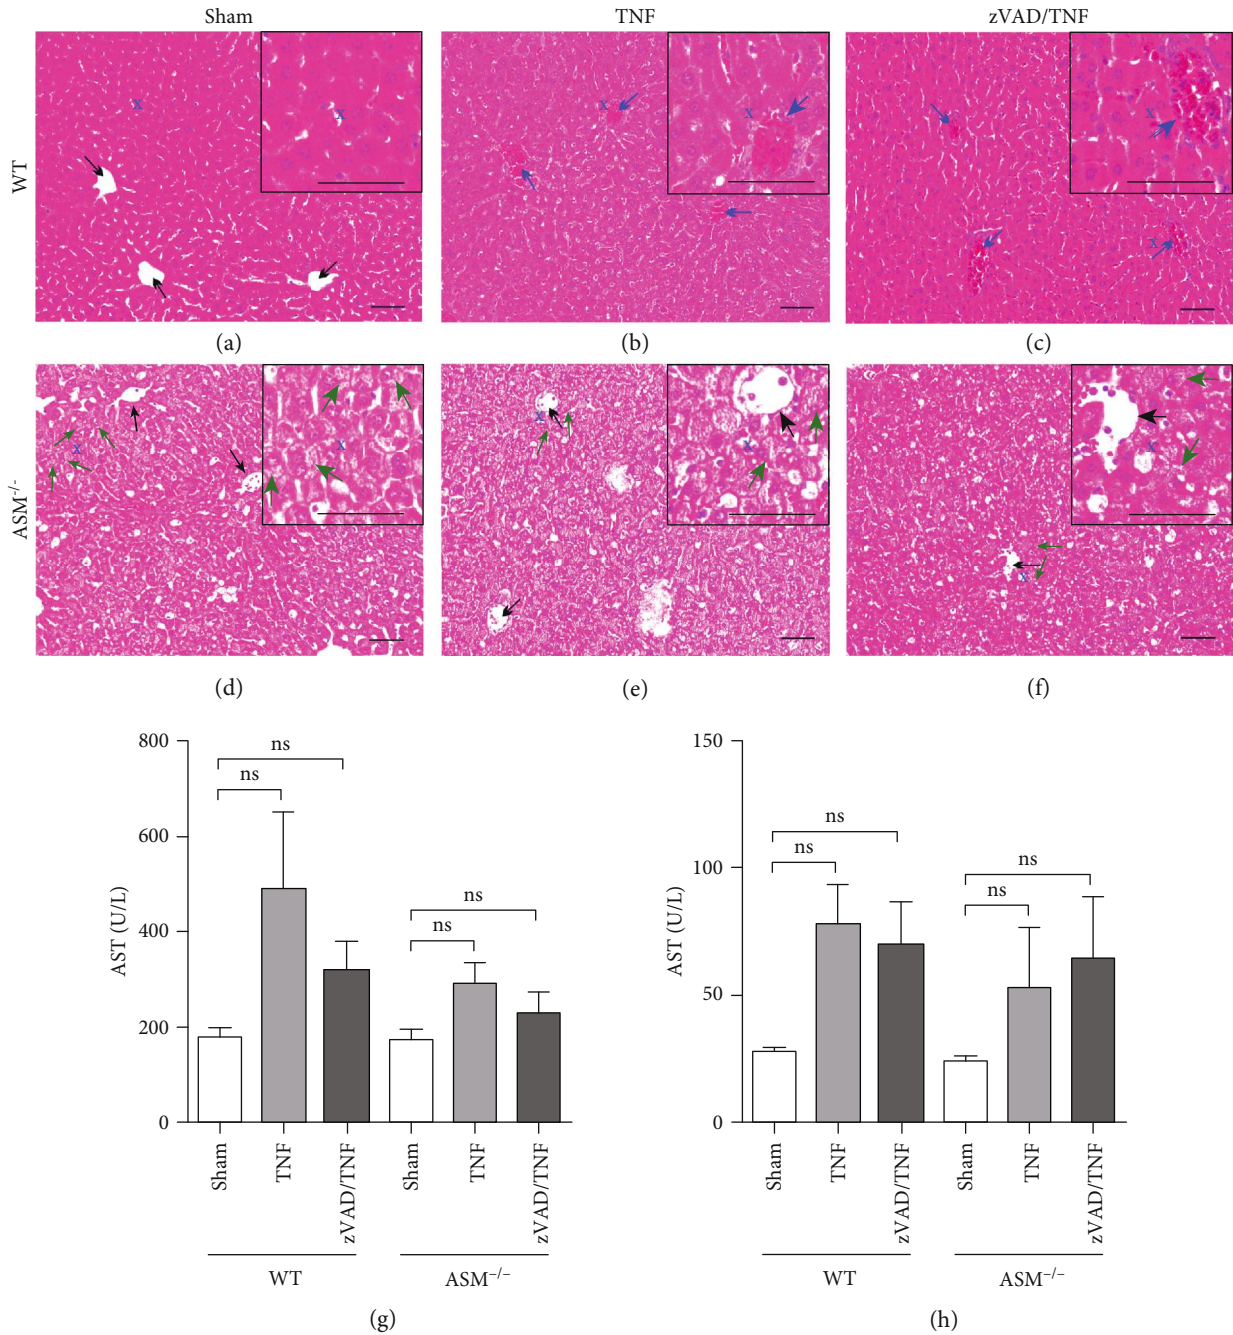 Sham TNF zVAD/TNF
WT
x x x x x x
(a) (b) (c)
ASM⁻/⁻
x x x x x x
(d) (e) (f)
800
600
400
200
0
AST (U/L)
ns
ns
ns
ns
Sham TNF zVAD/TNF Sham TNF zVAD/TNF
WT ASM⁻/⁻
(g)
150
100
50
0
AST (U/L)
ns
ns
ns
ns
Sham TNF zVAD/TNF Sham TNF zVAD/TNF
WT ASM⁻/⁻
(h)